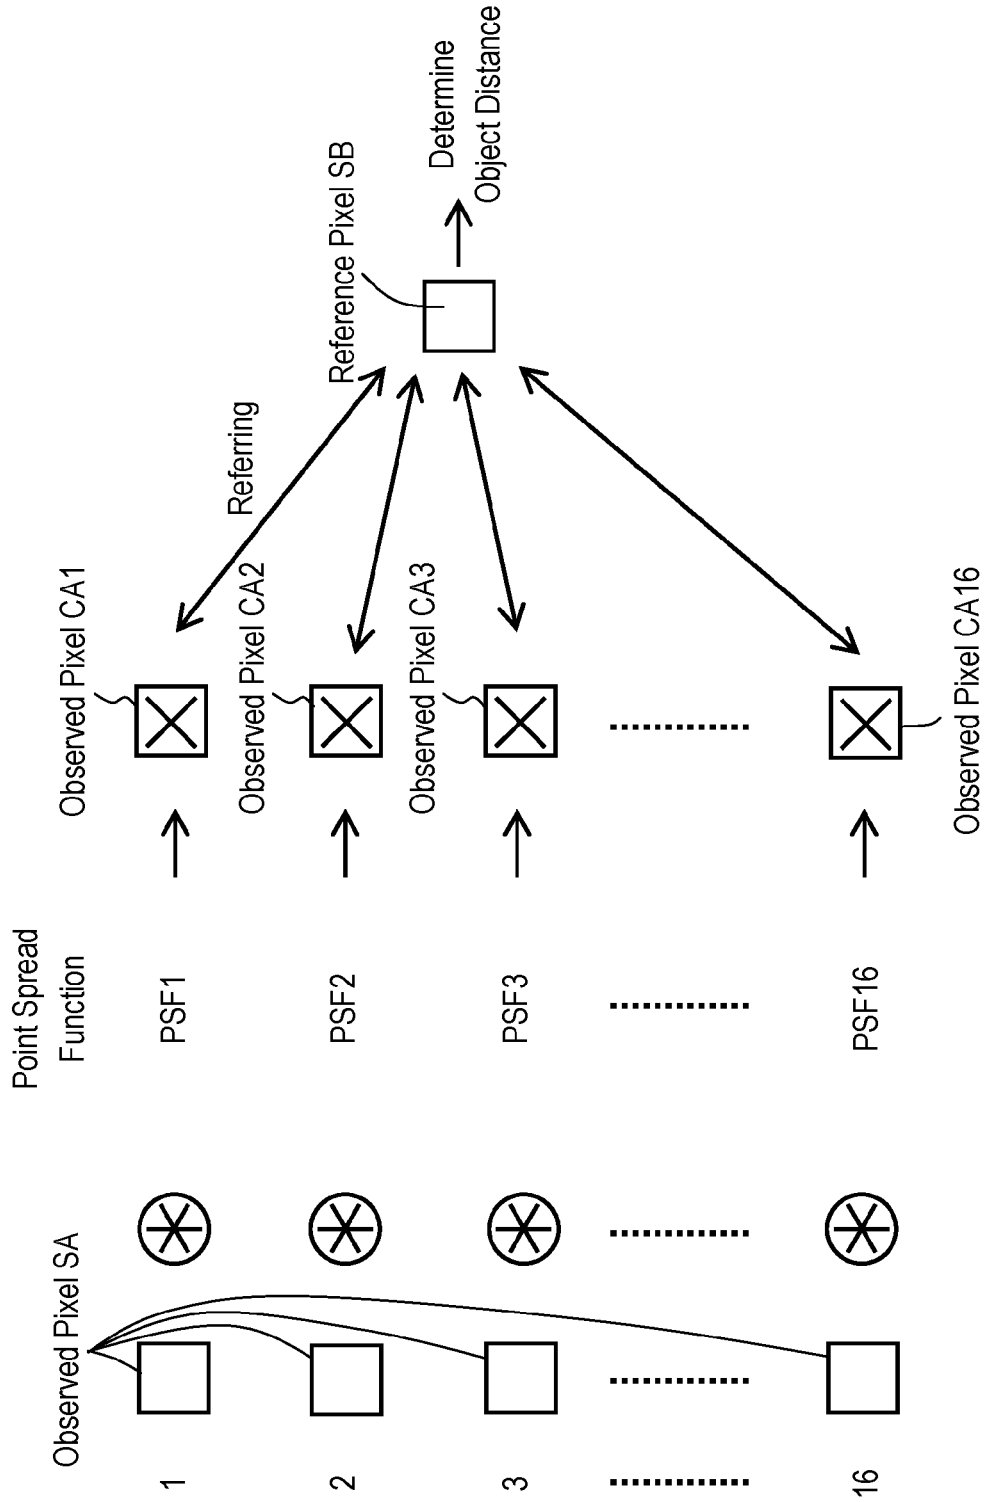 Point Spread
Function
Observed Pixel SA
Observed Pixel CA1
Referring
Reference Pixel SB
1
PSF1
Observed Pixel CA2
2
PSF2
Determine
Object Distance
Observed Pixel CA3
3
PSF3
16
PSF16
Observed Pixel CA16